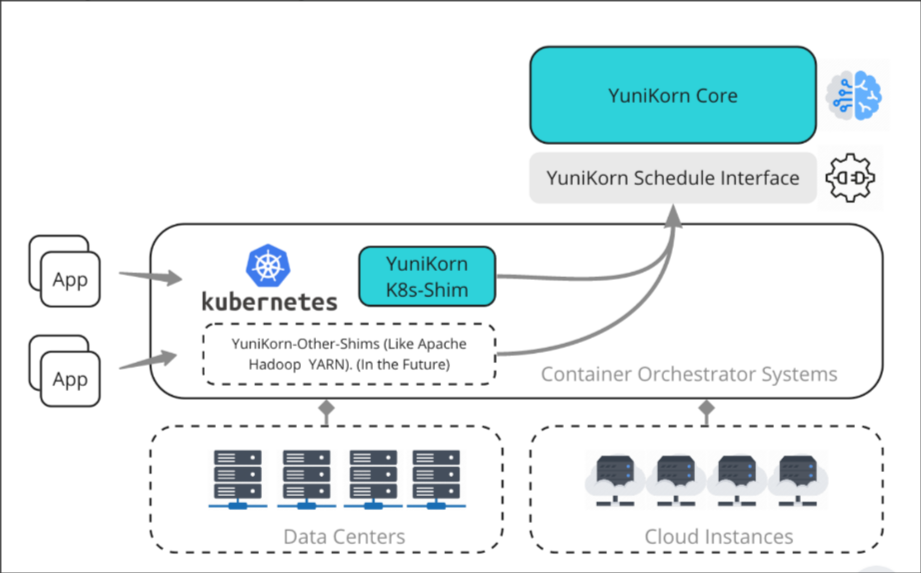 YuniKorn Core
YuniKorn Schedule Interface
App
kubernetes
YuniKorn
K8s-Shim
App
YuniKorn-Other-Shims (Like Apache
Hadoop YARN). (In the Future)
Container Orchestrator Systems
Data Centers
Cloud Instances